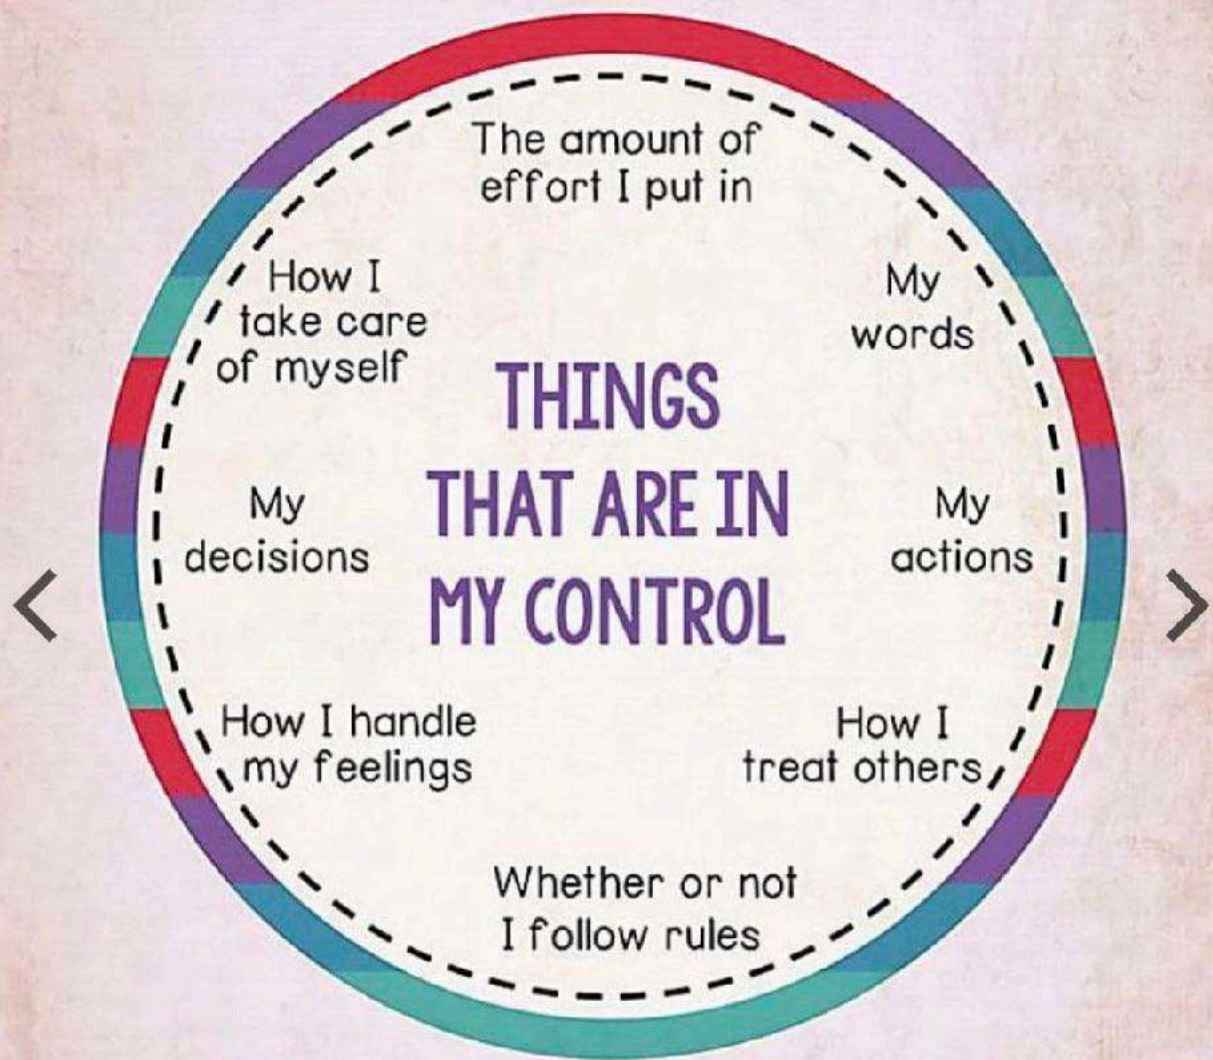 The amount of
effort I put in
My
words
My
actions
How I
treat others
Whether or not
I follow rules
How I handle
my feelings
My
decisions
How I
take care
of myself
THINGS
THAT ARE IN
MY CONTROL